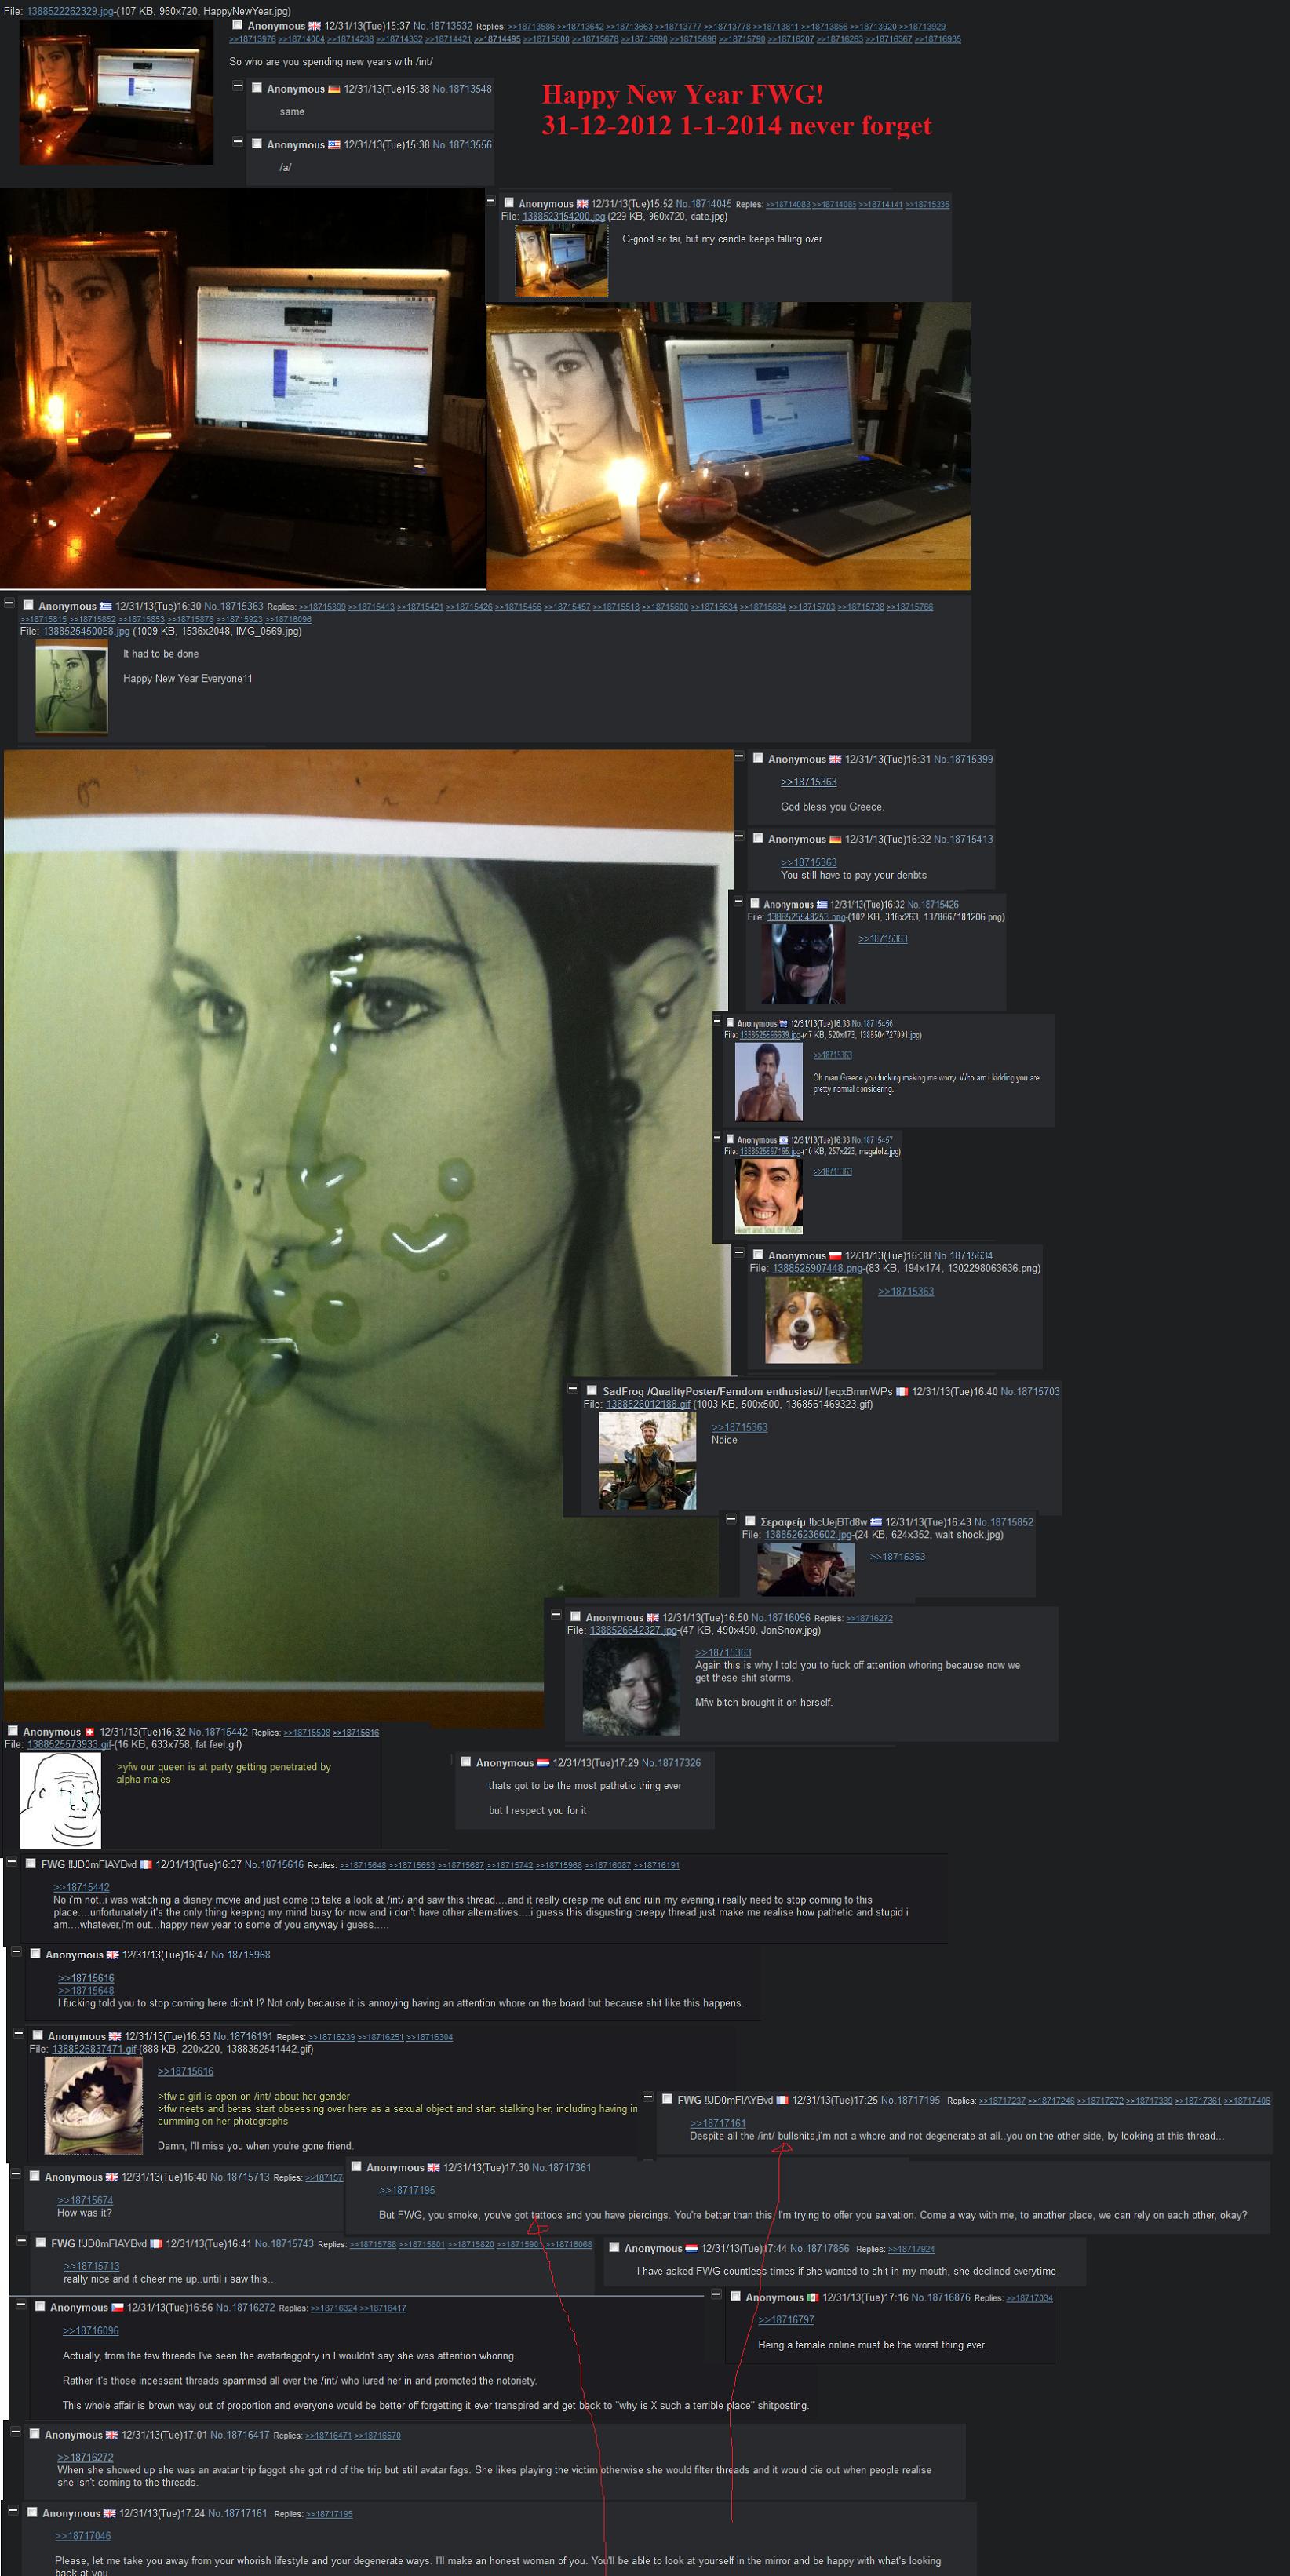 File: 1388522262329.jpg-(107 KB, 960x720, HappyNewYear.jpg)
Anonymous 12/31/13(Tue)15:37 No.18713532 Replies: >>18713586 >>18713642 >>18713663 >>18713777 >>18713778 >>18713811 >>18713856 >>18713920 >>18713929
>>18713976 >>18714004 >>18714238 >>18714332 >>18714421 >>18714495 >>18715600 >>18715678 >>18715690 >>18715696 >>18715790 >>18716207 >>18716263 >>18716367 >>18716935
So who are you spending new years with /int/
Anonymous 12/31/13(Tue)15:38 No.18713548
same
Happy New Year FWG!
31-12-2012 1-1-2014 never forget
Anonymous 12/31/13(Tue)15:38 No.18713556
/a/
Anonymous 12/31/13(Tue)15:52 No.18714045 Replies: >>18714083 >>18714085 >>18714141 >>18715335
File: 1388523154200.jpg-(229 KB, 960x720, cate.jpg)
G-good so far, but my candle keeps falling over
Anonymous 12/31/13(Tue)16:30 No.18715363 Replies: >>18715399 >>18715413 >>18715421 >>18715426 >>18715456 >>18715457 >>18715518 >>18715600 >>18715634 >>18715684 >>18715703 >>18715738 >>18715766
>>18715815 >>18715852 >>18715853 >>18715878 >>18715923 >>18716096
File: 1388525450058.jpg-(1009 KB, 1536x2048, IMG_0569.jpg)
It had to be done
Happy New Year Everyone11
Anonymous 12/31/13(Tue)16:31 No.18715399
>>18715363
God bless you Greece.
Anonymous 12/31/13(Tue)16:32 No.18715413
>>18715363
You still have to pay your denbts
Anonymous 12/31/13(Tue)16:32 No.18715426
File: 1388525548253.png-(102 KB, 316x263, 1378667181206.png)
>>18715363
Anonymous 12/31/13(Tue)16:33 No.18715456
>>18715363
Oh man Greece you fucking making me worry. Who am i kidding you are
pretty normal considering.
Anonymous 12/31/13(Tue)16:33 No.18715457
>>18715363
Anonymous 12/31/13(Tue)16:38 No.18715634
File: 1388525907448.png-(83 KB, 194x174, 1302298063636.png)
>>18715363
SadFrog /QualityPoster/Femdom enthusiast// !jeqxBmmWPs 12/31/13(Tue)16:40 No.18715703
File: 1388526012188.gif-(1003 KB, 500x500, 1368561469323.gif)
>>18715363
Noice
Σεραφείμ !bcUejBTd8w 12/31/13(Tue)16:43 No.18715852
File: 1388526236602.jpg-(24 KB, 624x352, walt shock.jpg)
>>18715363
Anonymous 12/31/13(Tue)16:50 No.18716096 Replies: >>18716272
File: 1388526642327.jpg-(47 KB, 490x490, JonSnow.jpg)
>>18715363
Again this is why I told you to fuck off attention whoring because now we
get these shit storms.
Mfw bitch brought it on herself.
Anonymous 12/31/13(Tue)16:32 No.18715442 Replies: >>18715508 >>18715616
File: 1388525573933.gif-(16 KB, 633x758, fat feel.gif)
>yfw our queen is at party getting penetrated by
alpha males
Anonymous 12/31/13(Tue)17:29 No.18717326
thats got to be the most pathetic thing ever
but I respect you for it
FWG !!JD0mFlAYBvd 12/31/13(Tue)16:37 No.18715616 Replies: >>18715648 >>18715653 >>18715687 >>18715742 >>18715968 >>18716087 >>18716191
>>18715442
No i'm not..i was watching a disney movie and just come to take a look at /int/ and saw this thread....and it really creep me out and ruin my evening,i really need to stop coming to this
place....unfortunately it's the only thing keeping my mind busy for now and i don't have other alternatives....i guess this disgusting creepy thread just make me realise how pathetic and stupid i
am....whatever,i'm out...happy new year to some of you anyway i guess.....
Anonymous 12/31/13(Tue)16:47 No.18715968
>>18715616
>>18715648
I fucking told you to stop coming here didn't I? Not only because it is annoying having an attention whore on the board but because shit like this happens.
Anonymous 12/31/13(Tue)16:53 No.18716191 Replies: >>18716239 >>18716251 >>18716304
File: 1388526837471.gif-(888 KB, 220x220, 1388352541442.gif)
>>18715616
>tfw a girl is open on /int/ about her gender
>tfw neets and betas start obsessing over here as a sexual object and start stalking her, including having in
cumming on her photographs
Damn, I'll miss you when you're gone friend.
FWG !!JD0mFlAYBvd 12/31/13(Tue)17:25 No.18717195 Replies: >>18717237 >>18717246 >>18717272 >>18717339 >>18717361 >>18717406
>>18717161
Despite all the /int/ bullshits,i'm not a whore and not degenerate at all..you on the other side, by looking at this thread...
Anonymous 12/31/13(Tue)16:40 No.18715713 Replies: >>187157
>>18715674
How was it?
Anonymous 12/31/13(Tue)17:30 No.18717361
>>18717195
But FWG, you smoke, you've got tattoos and you have piercings. You're better than this. I'm trying to offer you salvation. Come a way with me, to another place, we can rely on each other, okay?
FWG !!JD0mFlAYBvd 12/31/13(Tue)16:41 No.18715743 Replies: >>18715788 >>18715801 >>18715820 >>18715901 >>18716068
>>18715713
really nice and it cheer me up..until i saw this..
Anonymous 12/31/13(Tue)17:44 No.18717856 Replies: >>18717924
I have asked FWG countless times if she wanted to shit in my mouth, she declined everytime
Anonymous 12/31/13(Tue)16:56 No.18716272 Replies: >>18716324 >>18716417
>>18716096
Actually, from the few threads I've seen the avatarfaggotry in I wouldn't say she was attention whoring.
Rather it's those incessant threads spammed all over the /int/ who lured her in and promoted the notoriety.
This whole affair is brown way out of proportion and everyone would be better off forgetting it ever transpired and get back to "why is X such a terrible place" shitposting.
Anonymous 12/31/13(Tue)17:16 No.18716876 Replies: >>18717034
>>18716797
Being a female online must be the worst thing ever.
Anonymous 12/31/13(Tue)17:01 No.18716417 Replies: >>18716471 >>18716570
>>18716272
When she showed up she was an avatar trip faggot she got rid of the trip but still avatar fags. She likes playing the victim otherwise she would filter threads and it would die out when people realise
she isn't coming to the threads.
Anonymous 12/31/13(Tue)17:24 No.18717161 Replies: >>18717195
>>18717046
Please, let me take you away from your whorish lifestyle and your degenerate ways. I'll make an honest woman of you. You'll be able to look at yourself in the mirror and be happy with what's looking
back at you